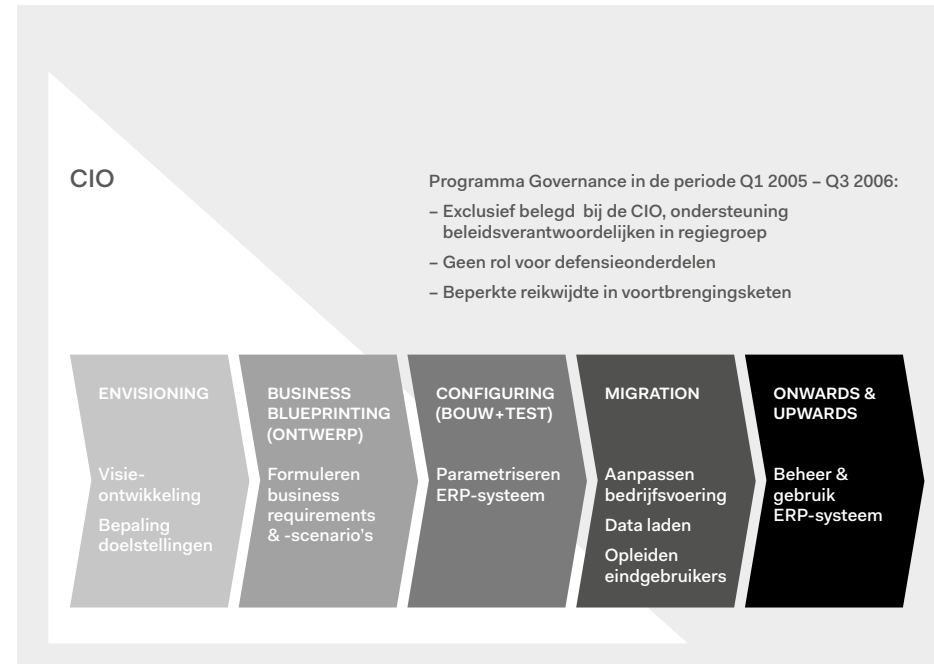 CIO
Programma Governance in de periode Q1 2005 – Q3 2006:
– Exclusief belegd bij de CIO, ondersteuning
beleidsverantwoordelijken in regiegroep
– Geen rol voor defensieonderdelen
– Beperkte reikwijdte in voortbrengingsketen
ENVISIONING
Visie-
ontwikkeling
Bepaling
doelstellingen
BUSINESS
BLUEPRINTING
(ONTWERP)
Formuleren
business
requirements
& -scenario's
CONFIGURING
(BOUW+TEST)
Parametriseren
ERP-systeem
MIGRATION
Aanpassen
bedrijfsvoering
Data laden
Opleiden
eindgebruikers
ONWARDS &
UPWARDS
Beheer &
gebruik
ERP-systeem